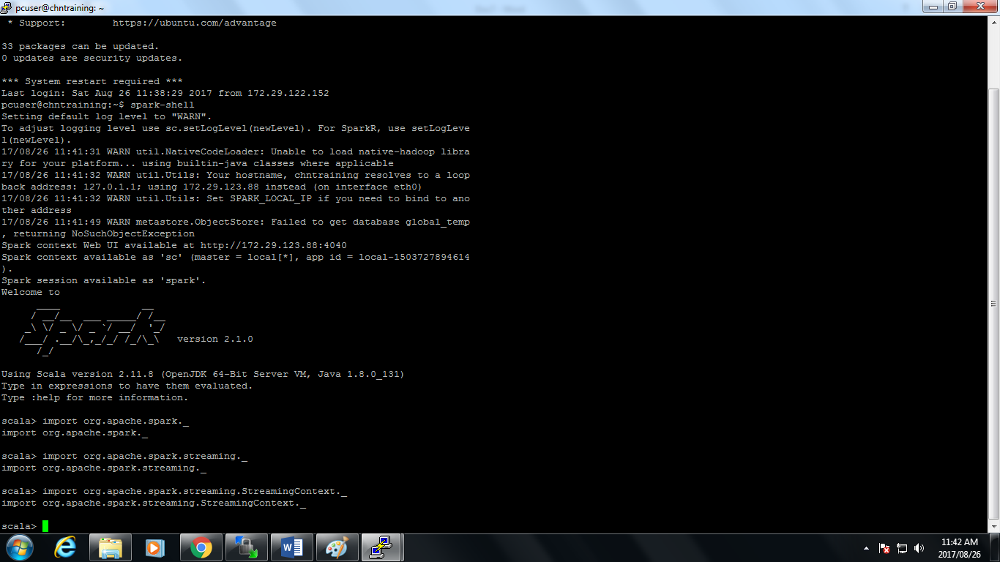 pcuser@chntraining: ~
 * Support:        https://ubuntu.com/advantage
33 packages can be updated.
0 updates are security updates.
*** System restart required ***
Last login: Sat Aug 26 11:38:29 2017 from 172.29.122.152
pcuser@chntraining:~$ spark-shell
Setting default log level to "WARN".
To adjust logging level use sc.setLogLevel(newLevel). For SparkR, use setLogLeve
l(newLevel).
17/08/26 11:41:31 WARN util.NativeCodeLoader: Unable to load native-hadoop libra
ry for your platform... using builtin-java classes where applicable
17/08/26 11:41:32 WARN util.Utils: Your hostname, chntraining resolves to a loop
back address: 127.0.1.1; using 172.29.123.88 instead (on interface eth0)
17/08/26 11:41:32 WARN util.Utils: Set SPARK_LOCAL_IP if you need to bind to ano
ther address
17/08/26 11:41:49 WARN metastore.ObjectStore: Failed to get database global_temp
, returning NoSuchObjectException
Spark context Web UI available at http://172.29.123.88:4040
Spark context available as 'sc' (master = local[*], app id = local-1503727894614
).
Spark session available as 'spark'.
Welcome to
Spark version 2.1.0
Using Scala version 2.11.8 (OpenJDK 64-Bit Server VM, Java 1.8.0_131)
Type in expressions to have them evaluated.
Type :help for more information.
scala> import org.apache.spark._
import org.apache.spark._
scala> import org.apache.spark.streaming._
import org.apache.spark.streaming._
scala> import org.apache.spark.streaming.StreamingContext._
import org.apache.spark.streaming.StreamingContext._
scala>
11:42 AM
2017/08/26